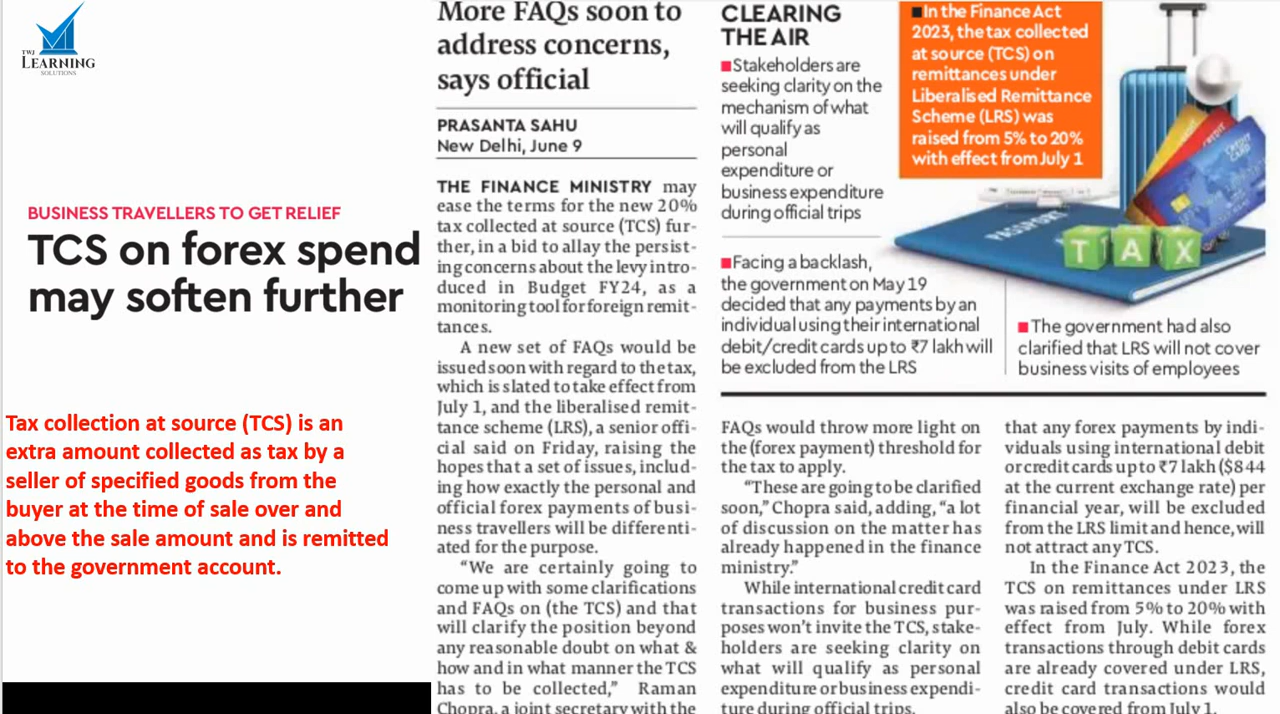 TWJ
LEARNING
SOLUTIONS
BUSINESS TRAVELLERS TO GET RELIEF
TCS on forex spend
may soften further
Tax collection at source (TCS) is an
extra amount collected as tax by a
seller of specified goods from the
buyer at the time of sale over and
above the sale amount and is remitted
to the government account.
More FAQs soon to
address concerns,
says official
PRASANTA SAHU
New Delhi, June 9
THE FINANCE MINISTRY may
ease the terms for the new 20%
tax collected at source (TCS) fur-
ther, in a bid to allay the persist-
ing concerns about the levy intro-
duced in Budget FY24, as a
monitoring tool for foreign remit-
tances.
A new set of FAQs would be
issued soon with regard to the tax,
which is slated to take effect from
July 1, and the liberalised remit-
tance scheme (LRS), a senior offi-
cial said on Friday, raising the
hopes that a set of issues, includ-
ing how exactly the personal and
official forex payments of busi-
ness travellers will be differenti-
ated for the purpose.
"We are certainly going to
come up with some clarifications
and FAQs on (the TCS) and that
will clarify the position beyond
any reasonable doubt on what &
how and in what manner the TCS
has to be collected," Raman
Chopra, a joint secretary with the
CLEARING
THE AIR
■Stakeholders are
seeking clarity on the
mechanism of what
will qualify as
personal
expenditure or
business expenditure
during official trips
■Facing a backlash,
the government on May 19
decided that any payments by an
individual using their international
debit/credit cards up to ₹7 lakh will
be excluded from the LRS
■In the Finance Act
2023, the tax collected
at source (TCS) on
remittances under
Liberalised Remittance
Scheme (LRS) was
raised from 5% to 20%
with effect from July 1
CREDIT CARD
PASSPORT
TAX
■The government had also
clarified that LRS will not cover
business visits of employees
FAQs would throw more light on
the (forex payment) threshold for
the tax to apply.
"These are going to be clarified
soon," Chopra said, adding, "a lot
of discussion on the matter has
already happened in the finance
ministry."
While international credit card
transactions for business pur-
poses won't invite the TCS, stake-
holders are seeking clarity on
what will qualify as personal
expenditure or business expendi-
ture during official trips.
that any forex payments by indi-
viduals using international debit
or credit cards up to ₹7 lakh ($844
at the current exchange rate) per
financial year, will be excluded
from the LRS limit and hence, will
not attract any TCS.
In the Finance Act 2023, the
TCS on remittances under LRS
was raised from 5% to 20% with
effect from July. While forex
transactions through debit cards
are already covered under LRS,
credit card transactions would
also be covered from July 1.